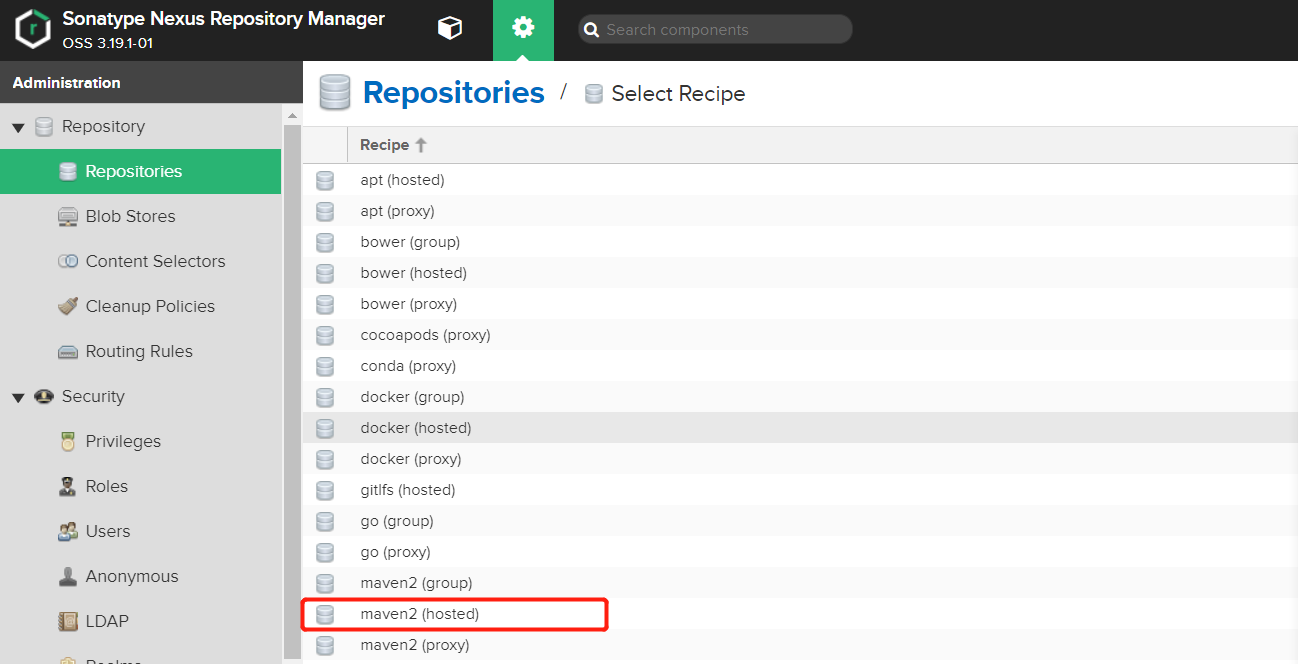 Sonatype Nexus Repository Manager
OSS 3.19.1-01
Search components
Administration
Repositories / Select Recipe
Repository
Repositories
Blob Stores
Content Selectors
Cleanup Policies
Routing Rules
Security
Privileges
Roles
Users
Anonymous
LDAP
Recipe
apt (hosted)
apt (proxy)
bower (group)
bower (hosted)
bower (proxy)
cocoapods (proxy)
conda (proxy)
docker (group)
docker (hosted)
docker (proxy)
gitlfs (hosted)
go (group)
go (proxy)
maven2 (group)
maven2 (hosted)
maven2 (proxy)